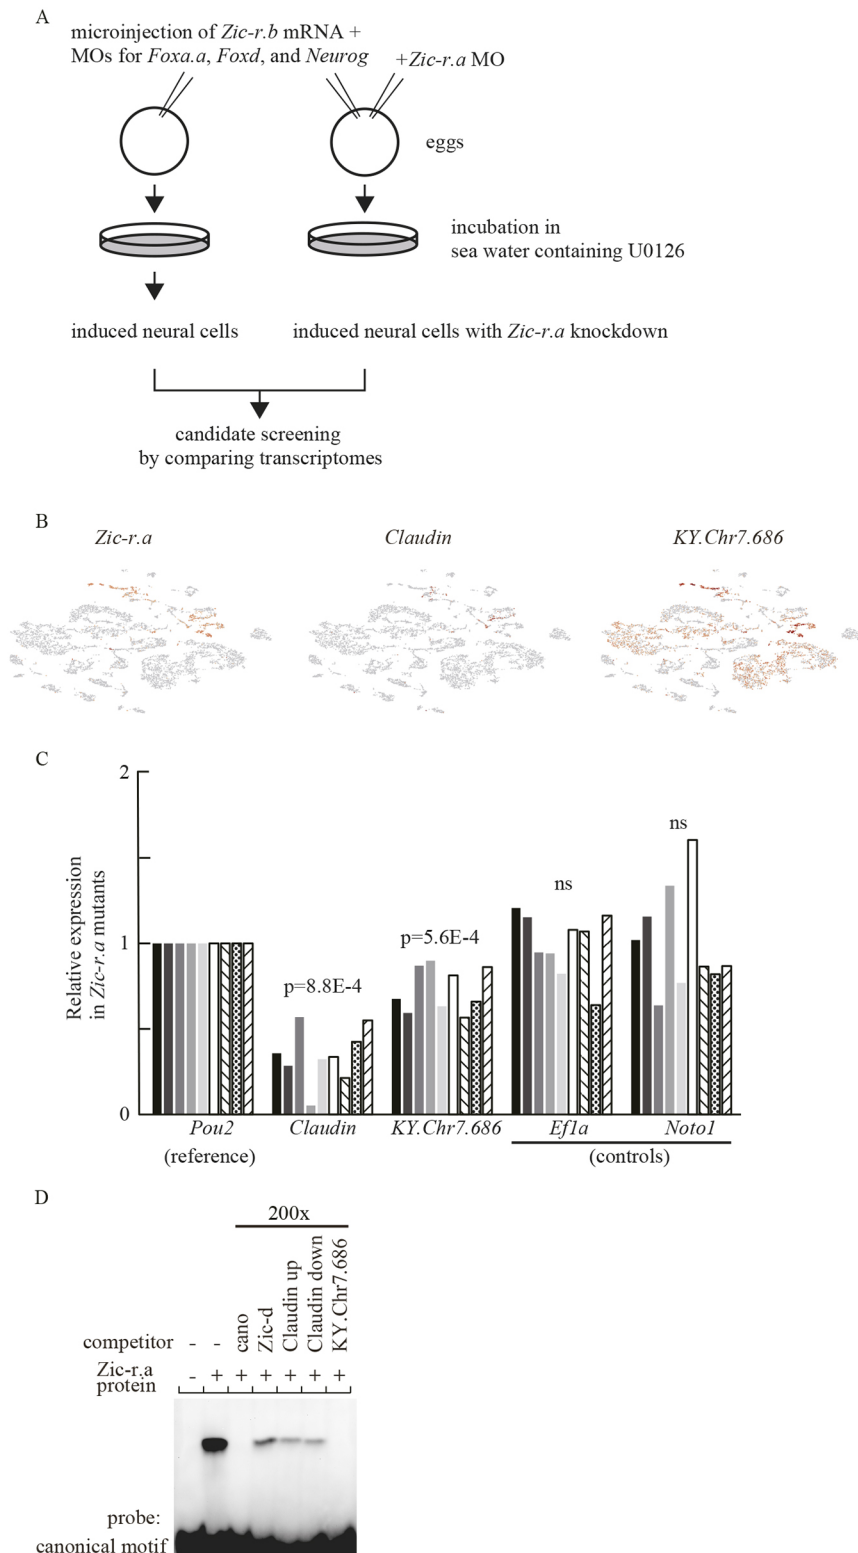 A
microinjection of Zic-r.b mRNA +
MOs for Foxa.a, Foxd, and Neurog
+Zic-r.a MO
eggs
incubation in
sea water containing U0126
induced neural cells
induced neural cells with Zic-r.a knockdown
candidate screening
by comparing transcriptomes
B
Zic-r.a
Claudin
KY.Chr7.686
C
Relative expression
in Zic-r.a mutants
2
1
0
p=8.8E-4
p=5.6E-4
ns
ns
Pou2
(reference)
Claudin
KY.Chr7.686
Ef1a
Noto1
(controls)
D
200x
competitor
-
-
cano
Zic-d
Claudin up
Claudin down
KY.Chr7.686
Zic-r.a
protein
- + + + + + +
probe:
canonical motif